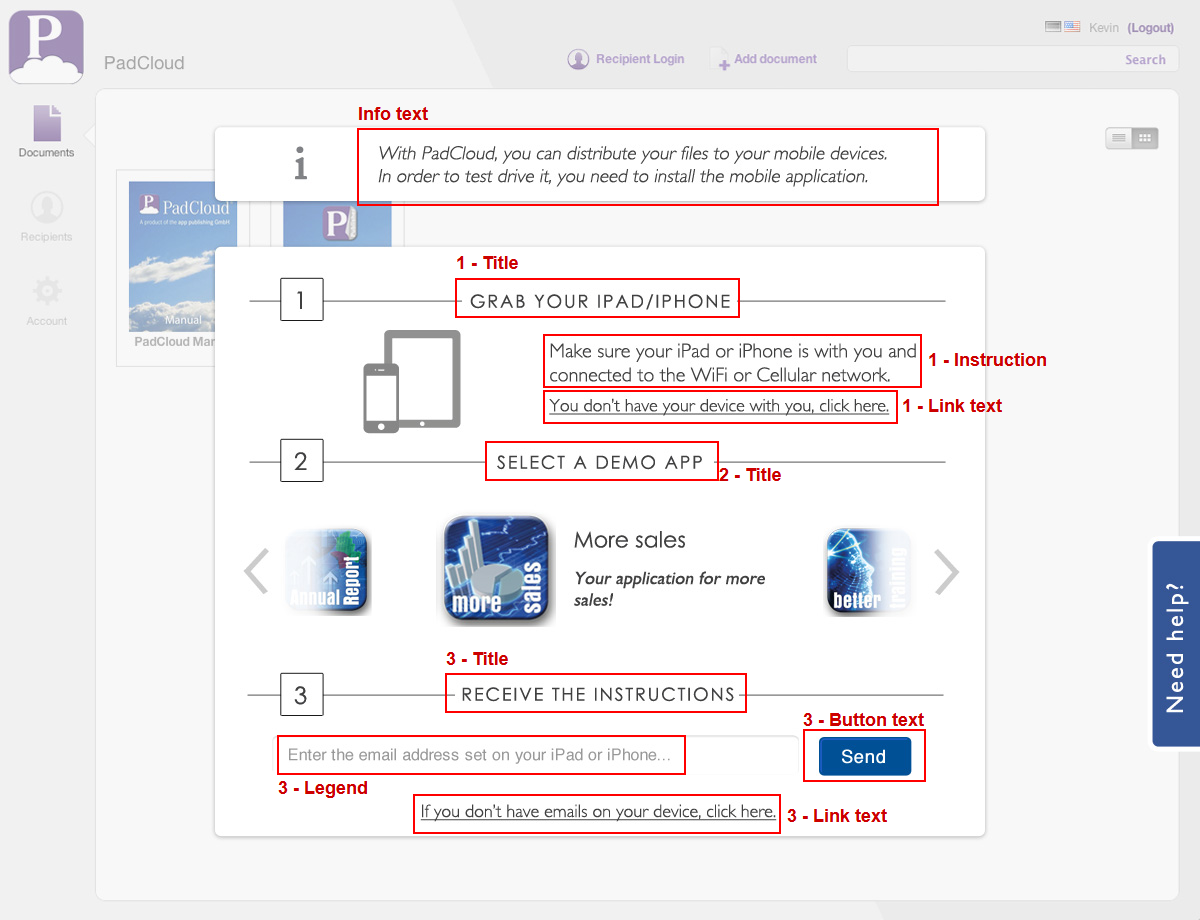 P
PadCloud
Kevin (Logout)
Recipient Login
Add document
Search
Documents
Recipients
Account
Info text
i
With PadCloud, you can distribute your files to your mobile devices.
In order to test drive it, you need to install the mobile application.
P PadCloud
A product of the app publishing GmbH
P
Manual
PadCloud Mar
1 - Title
1
GRAB YOUR IPAD/IPHONE
Make sure your iPad or iPhone is with you and
connected to the WiFi or Cellular network.
1 - Instruction
You don't have your device with you, click here.
1 - Link text
2
SELECT A DEMO APP
2 - Title
Annual
Report
more
sales
More sales
Your application for more
sales!
better
training
Need help?
3 - Title
3
RECEIVE THE INSTRUCTIONS
3 - Button text
Enter the email address set on your iPad or iPhone...
Send
3 - Legend
If you don't have emails on your device, click here.
3 - Link text